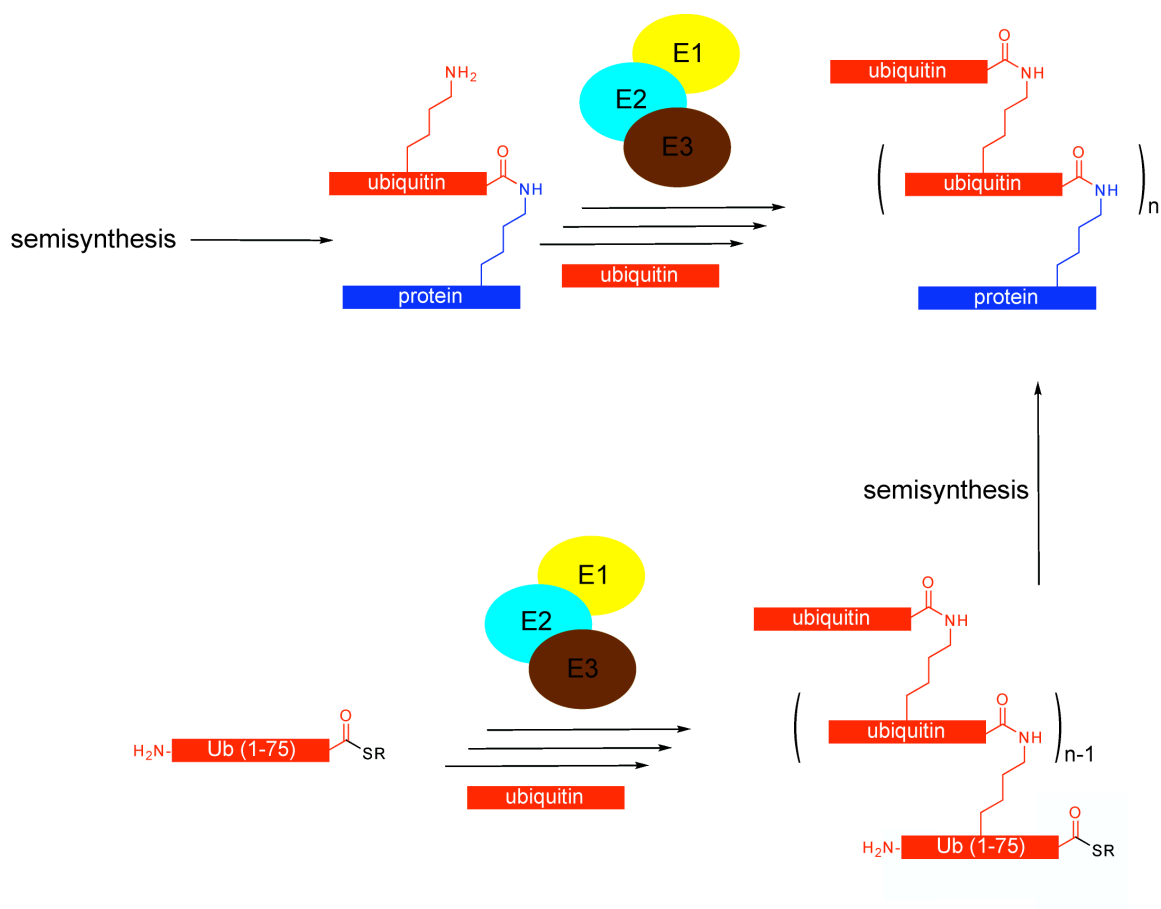 E1
E2
E3
NH2
O
ubiquitin
NH
semisynthesis
protein
ubiquitin
O
ubiquitin
NH
O
ubiquitin
NH
n
protein
semisynthesis
E1
E2
E3
O
H2N-
Ub (1-75)
SR
ubiquitin
O
ubiquitin
NH
O
ubiquitin
NH
n-1
O
H2N-
Ub (1-75)
SR